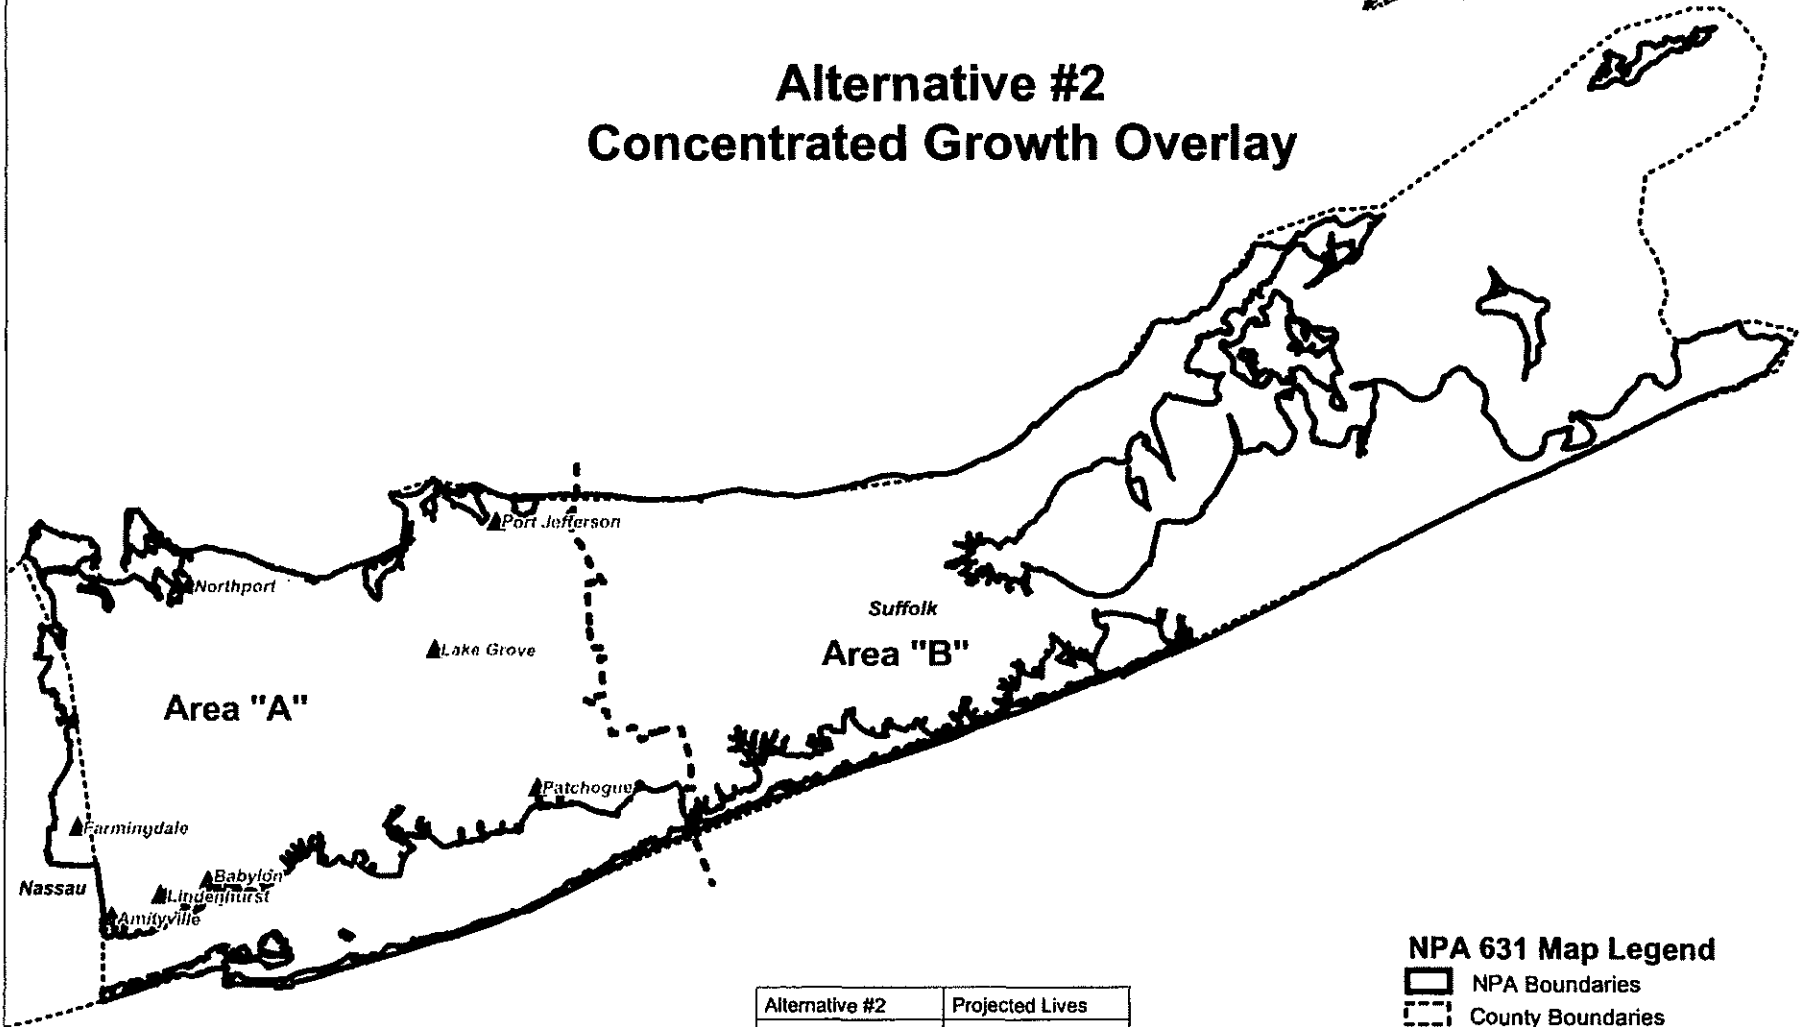 Alternative #2
Concentrated Growth Overlay
Port Jefferson
Northport
Suffolk
Lake Grove
Area "B"
Area "A"
Patchogue
Farmingdale
Babylon
Nassau
Lindenhurst
Amityville
NPA 631 Map Legend
NPA Boundaries
County Boundaries
Alternative #2 Projected Lives